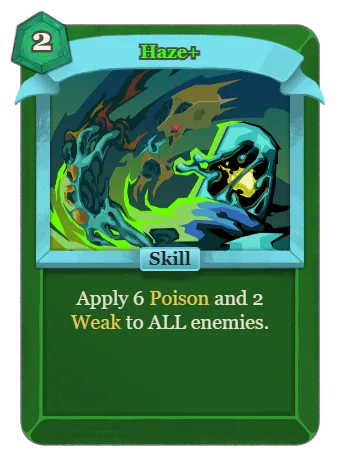 2
Haze+
Skill
Apply 6 Poison and 2
Weak to ALL enemies.